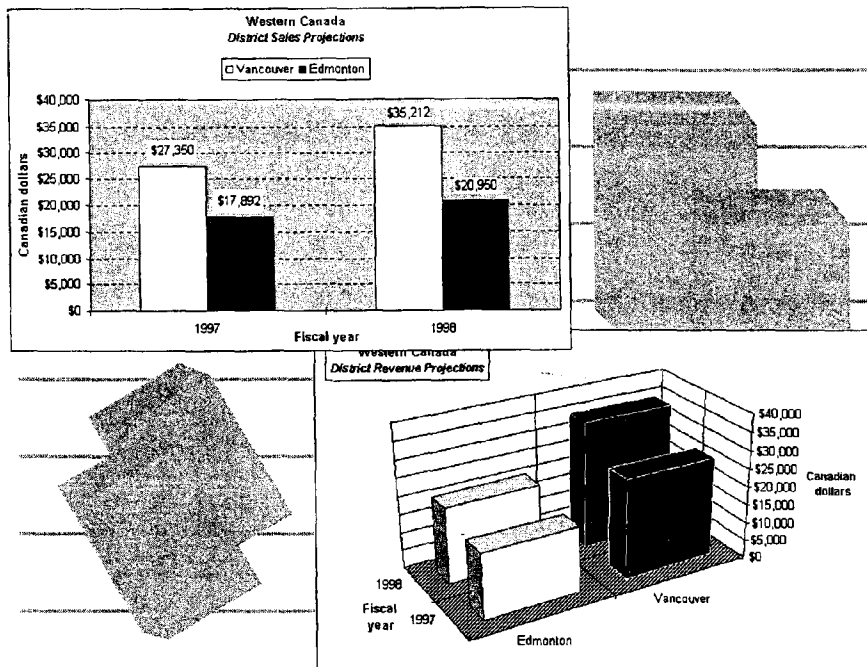 Western Canada
District Sales Projections
Vancouver Edmonton
$40,000
$35,000
$30,000
$25,000
$20,000
$15,000
$10,000
$5,000
$0
Canadian dollars
$27,350
$17,892
$35,212
$20,950
1997
1998
Fiscal year
Western Canada
District Revenue Projections
$40,000
$35,000
$30,000
$25,000
$20,000
$15,000
$10,000
$5,000
$0
Canadian
dollars
1998
1997
Fiscal
year
Edmonton
Vancouver